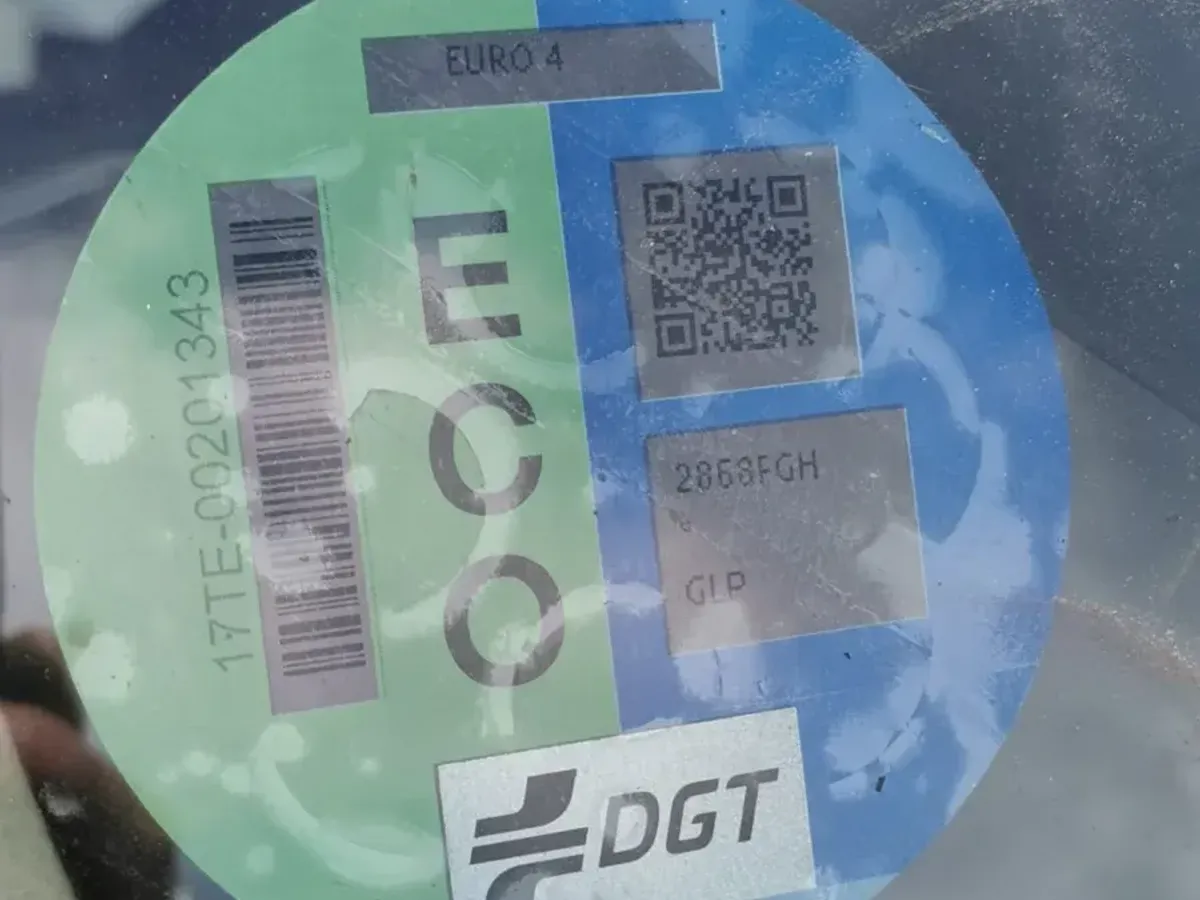 EURO 4
17TE-00201343
ECO
2868FGH
GLP
DGT